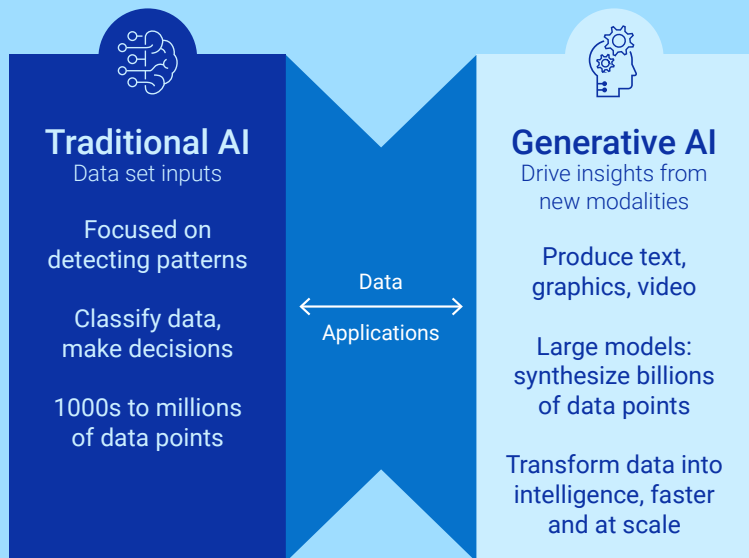 Traditional AI
Data set inputs
Focused on
detecting patterns
Classify data,
make decisions
1000s to millions
of data points
Data
Applications
Generative AI
Drive insights from
new modalities
Produce text,
graphics, video
Large models:
synthesize billions
of data points
Transform data into
intelligence, faster
and at scale